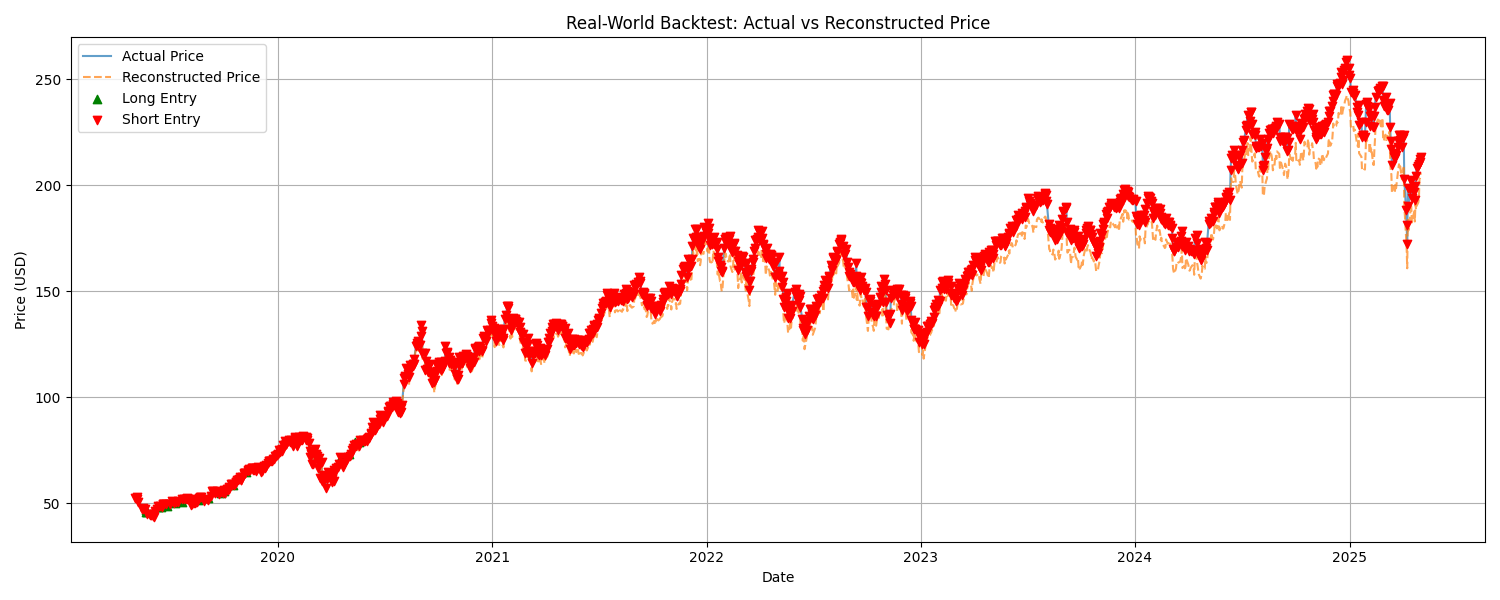 Real-World Backtest: Actual vs Reconstructed Price
Actual Price
Reconstructed Price
Long Entry
Short Entry
250
200
150
100
50
Price (USD)
2020
2021
2022
2023
2024
2025
Date